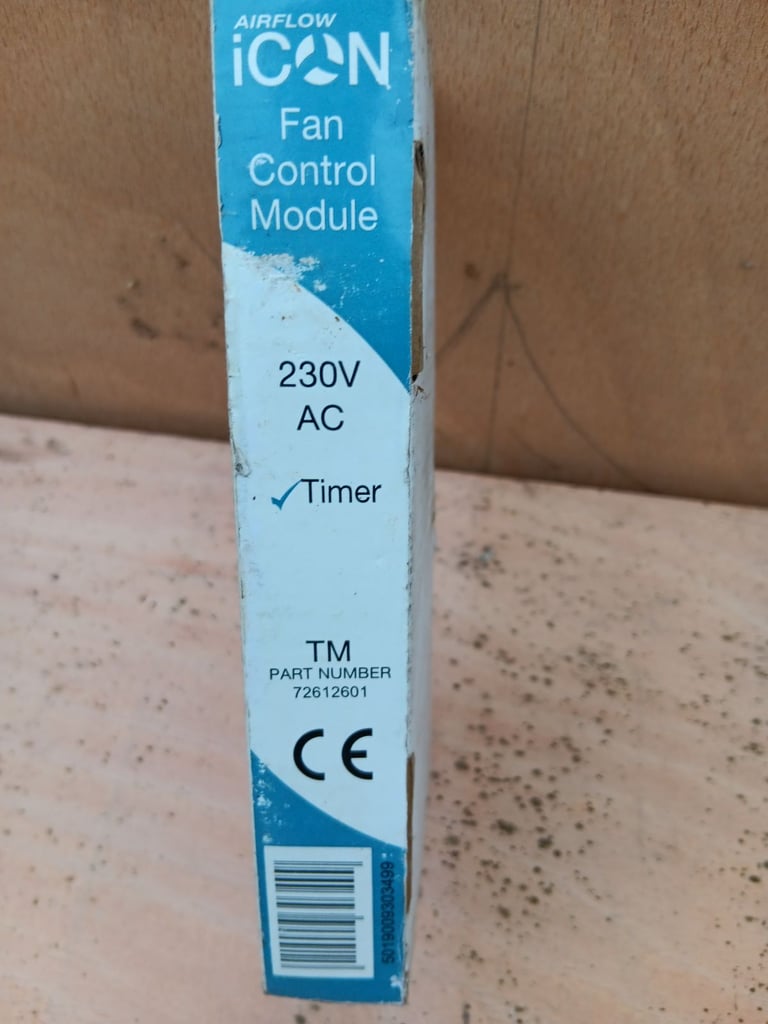 AIRFLOW
iCON
Fan
Control
Module
230V
AC
Timer
TM
PART NUMBER
72612601
CE
5019009303499